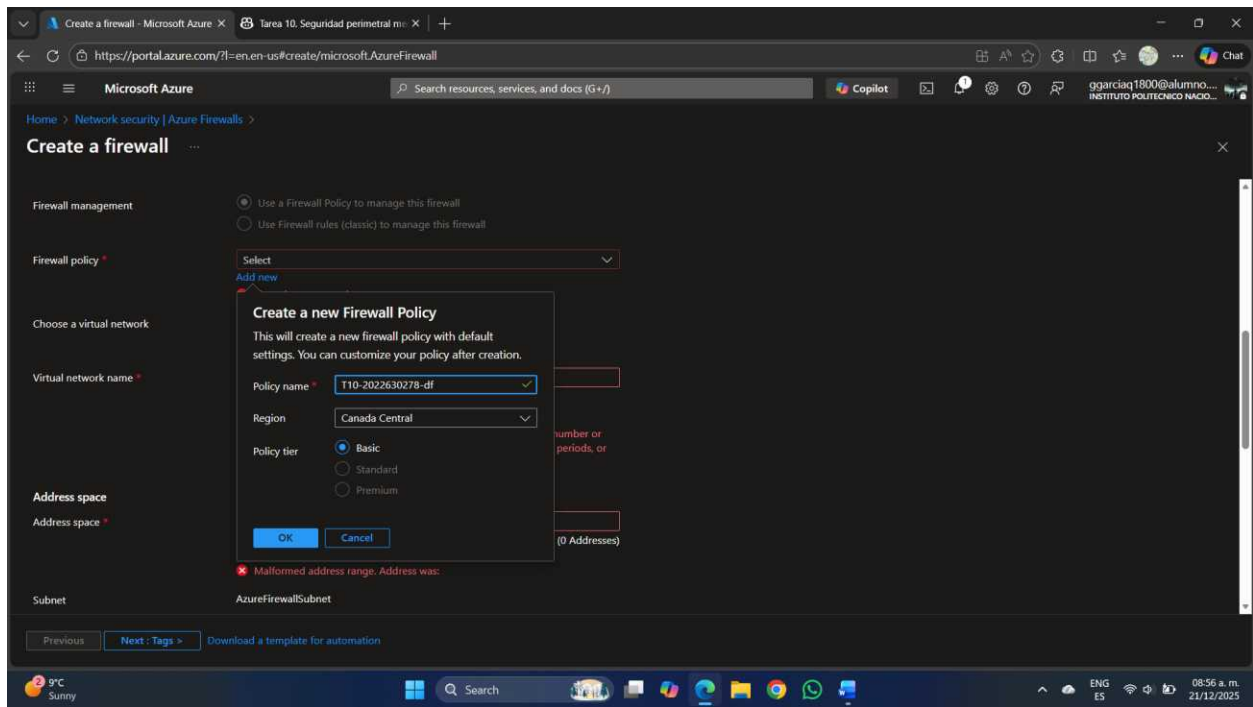 Create a firewall - Microsoft Azure
Tarea 10. Seguridad perimetral me
https://portal.azure.com/?l=en.en-us#create/microsoft.AzureFirewall
Chat
Microsoft Azure
Search resources, services, and docs (G+/)
Copilot
1
ggarciaq1800@alumno....
INSTITUTO POLITECNICO NACIO...
Home > Network security | Azure Firewalls >
Create a firewall ...
Firewall management
Use a Firewall Policy to manage this firewall
Use Firewall rules (classic) to manage this firewall
Firewall policy *
Select
Add new
Create a new Firewall Policy
This will create a new firewall policy with default
settings. You can customize your policy after creation.
Choose a virtual network
Virtual network name *
Policy name *
T10-2022630278-df
Region
Canada Central
number or
periods, or
Policy tier
Basic
Standard
Premium
Address space
Address space *
OK
Cancel
(0 Addresses)
Malformed address range. Address was:
Subnet
AzureFirewallSubnet
Previous
Next : Tags >
Download a template for automation
2
9°C
Sunny
Search
ENG
ES
08:56 a. m.
21/12/2025